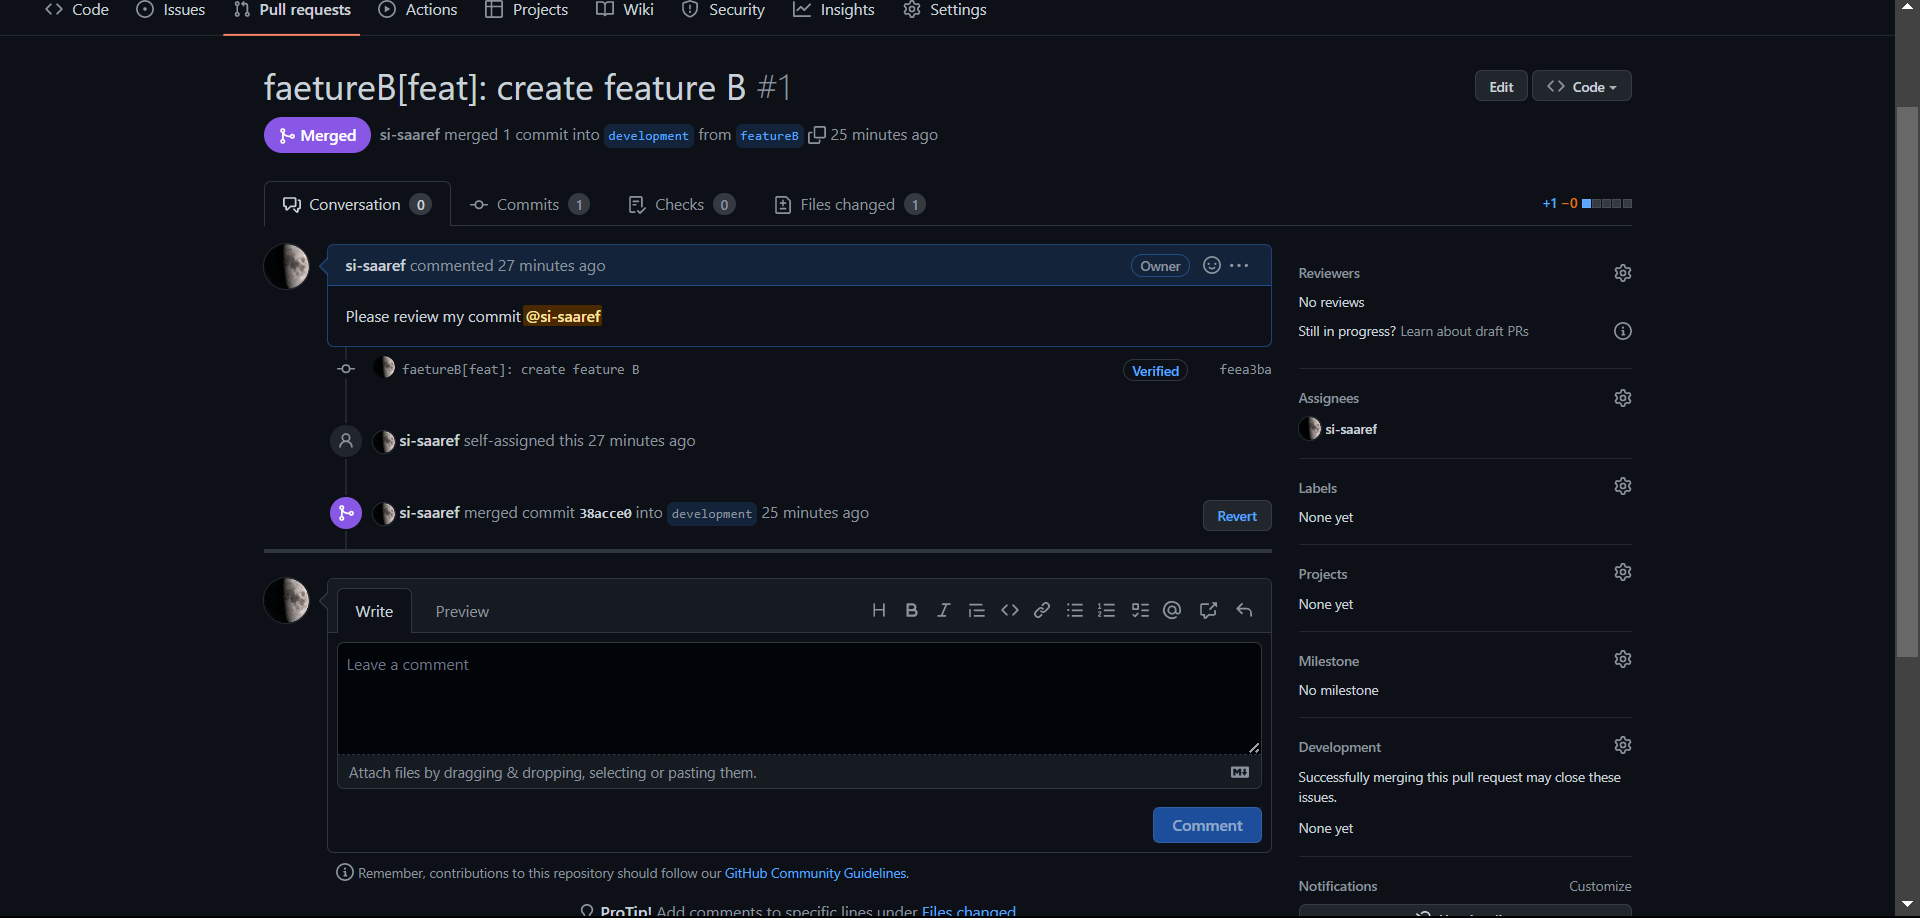 Code Issues Pull requests Actions Projects Wiki Security Insights Settings
faetureB[feat]: create feature B #1
Edit Code
Merged si-saaref merged 1 commit into development from featureB 25 minutes ago
Conversation 0 Commits 1 Checks 0 Files changed 1
+1 −0
si-saaref commented 27 minutes ago Owner
Please review my commit @si-saaref
faetureB[feat]: create feature B Verified feea3ba
si-saaref self-assigned this 27 minutes ago
si-saaref merged commit 38acce0 into development 25 minutes ago Revert
Write Preview
Leave a comment
Attach files by dragging & dropping, selecting or pasting them.
Comment
Remember, contributions to this repository should follow our GitHub Community Guidelines.
ProTip! Add comments to specific lines under Files changed
Reviewers
No reviews
Still in progress? Learn about draft PRs
Assignees
si-saaref
Labels
None yet
Projects
None yet
Milestone
No milestone
Development
Successfully merging this pull request may close these
issues.
None yet
Notifications Customize